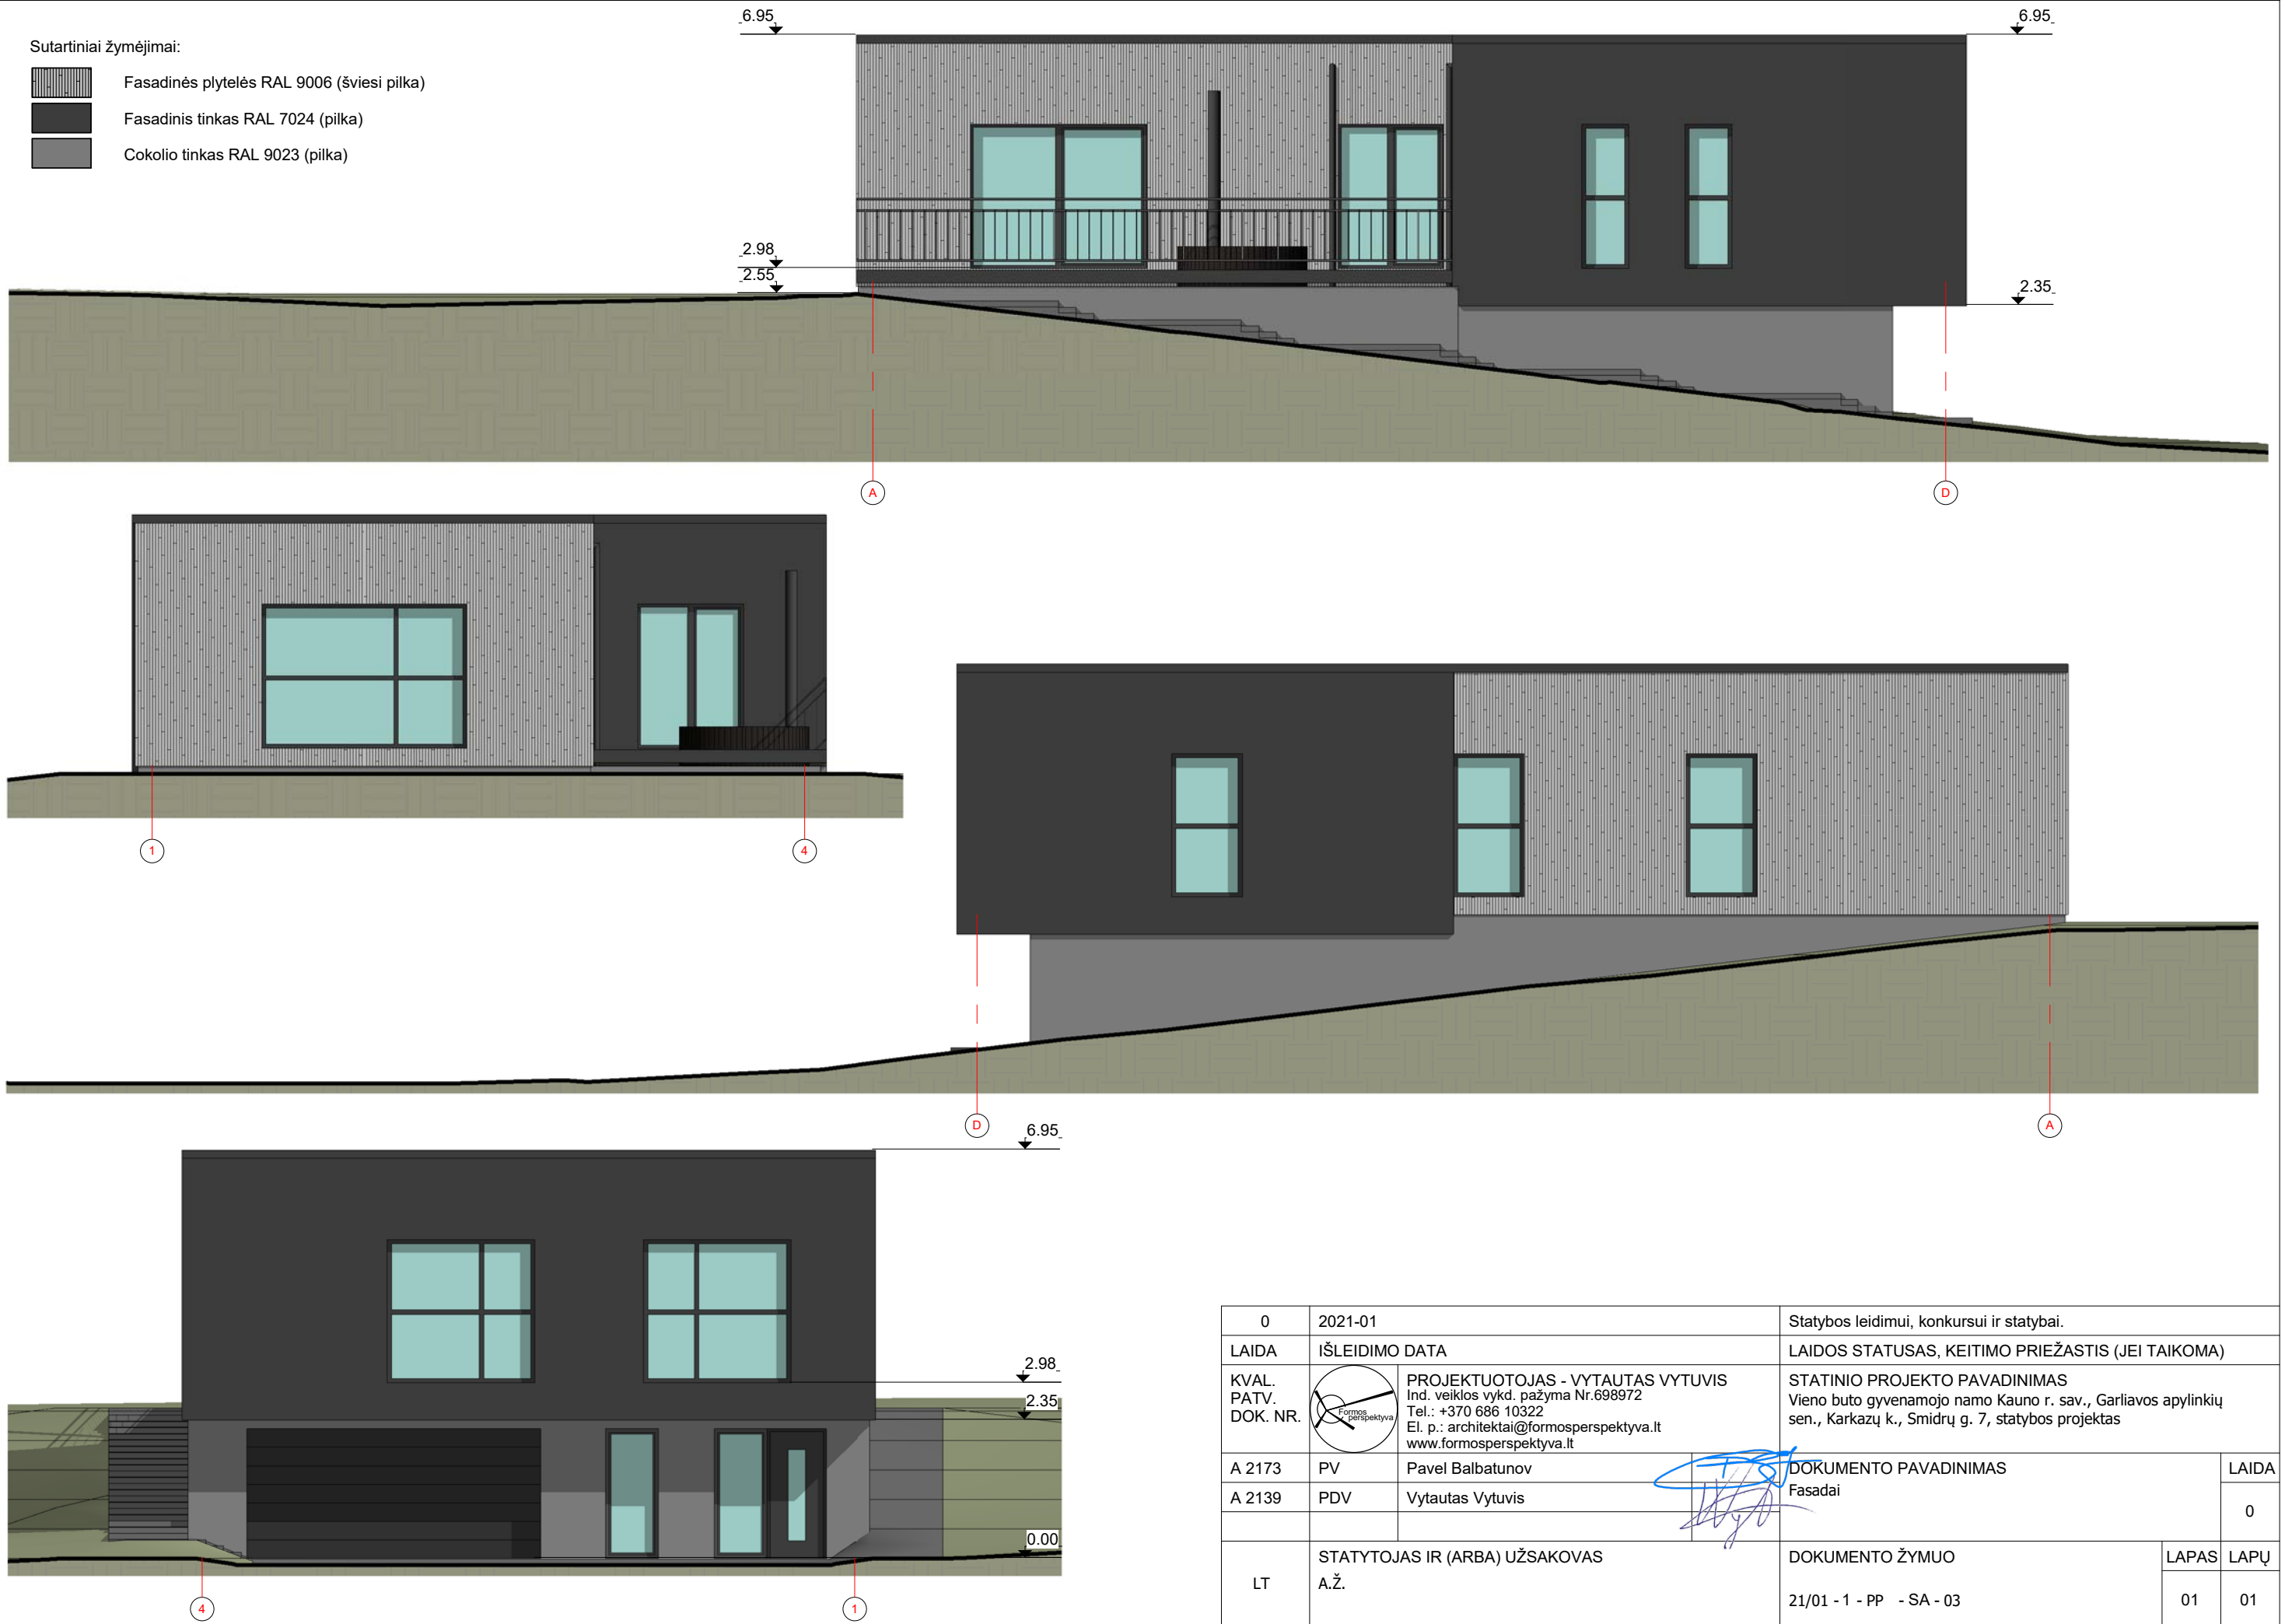 Sutartiniai žymėjimai:
Fasadinės plytelės RAL 9006 (šviesi pilka)
Fasadinis tinkas RAL 7024 (pilka)
Cokolio tinkas RAL 9023 (pilka)
6.95
6.95
2.98
2.55
2.35
A
D
1
4
D
A
6.95
2.98
2.35
0.00
4
1
0
2021-01
Statybos leidimui, konkursui ir statybai.
LAIDA
IŠLEIDIMO DATA
LAIDOS STATUSAS, KEITIMO PRIEŽASTIS (JEI TAIKOMA)
KVAL.
PATV.
DOK. NR.
Formos
perspektyva
PROJEKTUOTOJAS - VYTAUTAS VYTUVIS
Ind. veiklos vykd. pažyma Nr.698972
Tel.: +370 686 10322
El. p.: architektai@formosperspektyva.lt
www.formosperspektyva.lt
STATINIO PROJEKTO PAVADINIMAS
Vieno buto gyvenamojo namo Kauno r. sav., Garliavos apylinkių
sen., Karkazų k., Smidrų g. 7, statybos projektas
A 2173
PV
Pavel Balbatunov
A 2139
PDV
Vytautas Vytuvis
DOKUMENTO PAVADINIMAS
Fasadai
LAIDA
0
LT
STATYTOJAS IR (ARBA) UŽSAKOVAS
A.Ž.
DOKUMENTO ŽYMUO
21/01 - 1 - PP - SA - 03
LAPAS
LAPŲ
01
01